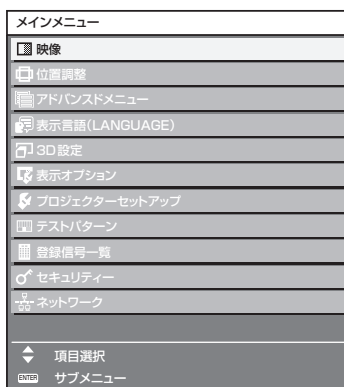 メインメニュー
映像
位置調整
アドバンスドメニュー
表示言語(LANGUAGE)
3D設定
表示オプション
プロジェクターセットアップ
テストパターン
登録信号一覧
セキュリティー
ネットワーク
項目選択
ENTER サブメニュー